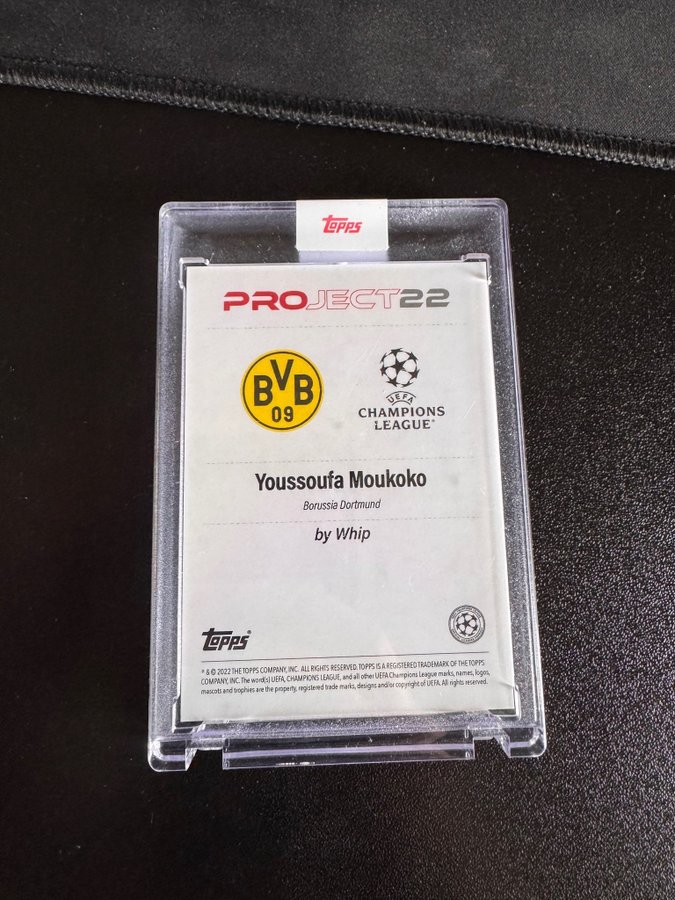 Topps
PROJECT22
BVB
09
UEFA
CHAMPIONS
LEAGUE®
Youssoufa Moukoko
Borussia Dortmund
by Whip
Topps®
® & © 2022 THE TOPPS COMPANY, INC. ALL RIGHTS RESERVED. TOPPS IS A REGISTERED TRADEMARK OF THE TOPPS
COMPANY, INC. The word(s) UEFA, CHAMPIONS LEAGUE, and all other UEFA Champions League marks, names, logos,
mascots and trophies are the property, registered trade marks, designs and/or copyright of UEFA. All rights reserved.